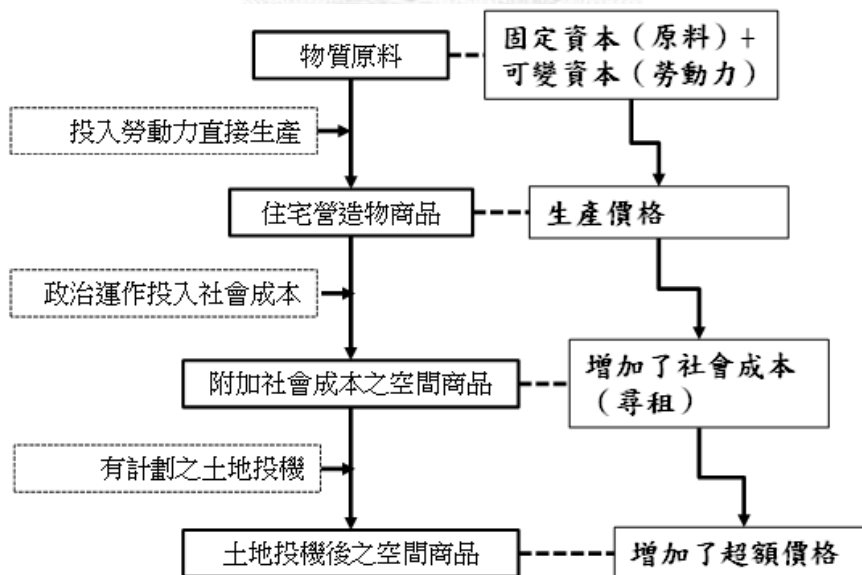 物質原料
固定資本（原料）+
可變資本（勞動力）
投入勞動力直接生產
住宅營造物商品
生產價格
政治運作投入社會成本
附加社會成本之空間商品
增加了社會成本
（尋租）
有計劃之土地投機
土地投機後之空間商品
增加了超額價格